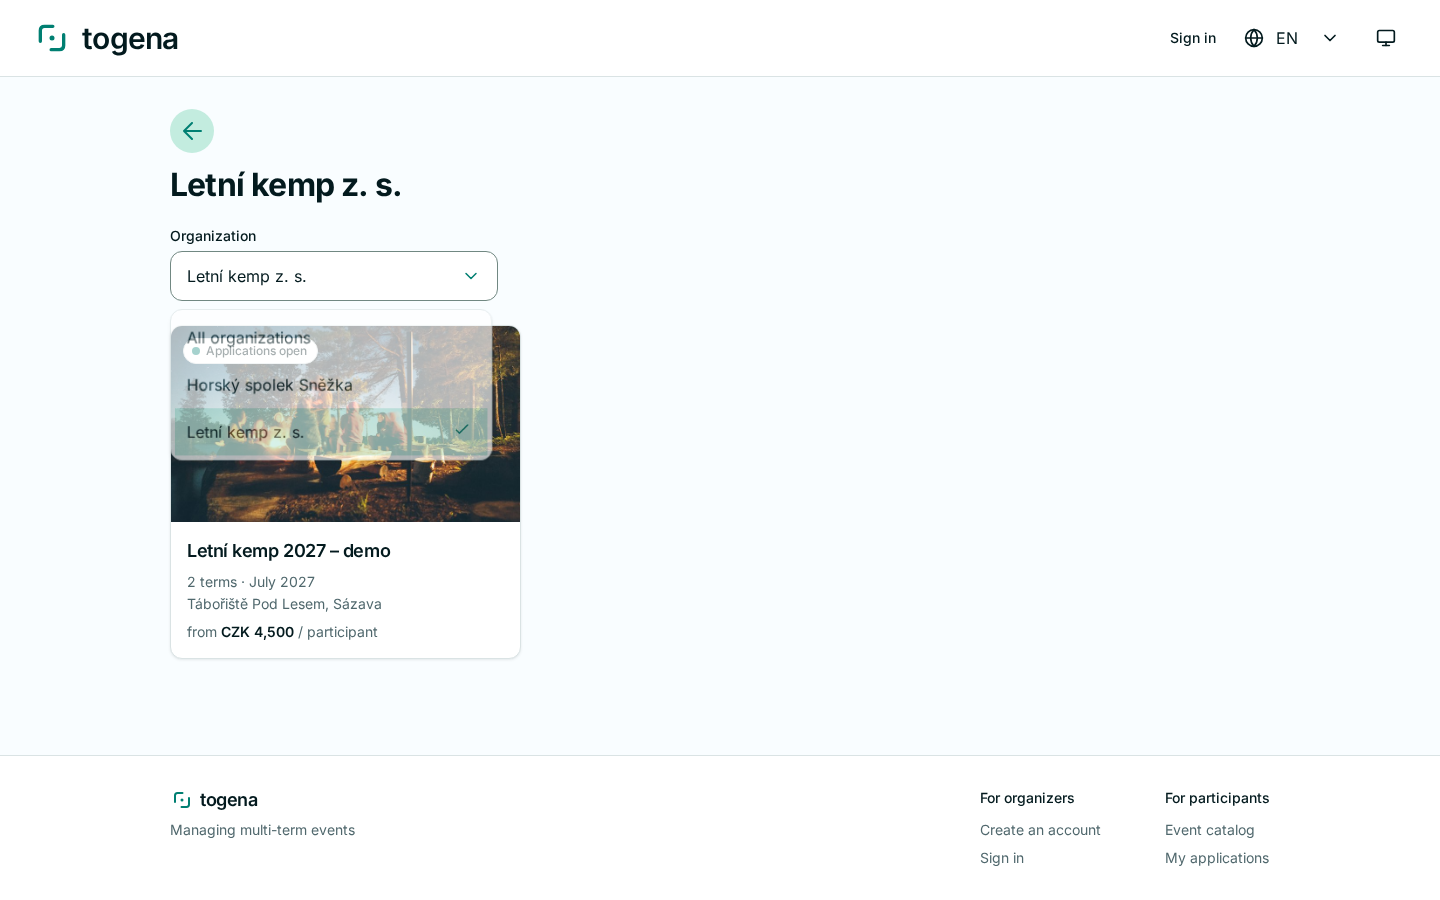 togena
Sign in
EN
Letní kemp z. s.
Organization
Letní kemp z. s.
All organizations
Applications open
Horský spolek Sněžka
Letní kemp z. s.
Letní kemp 2027 – demo
2 terms · July 2027
Tábořiště Pod Lesem, Sázava
from CZK 4,500 / participant
togena
Managing multi-term events
For organizers
Create an account
Sign in
For participants
Event catalog
My applications